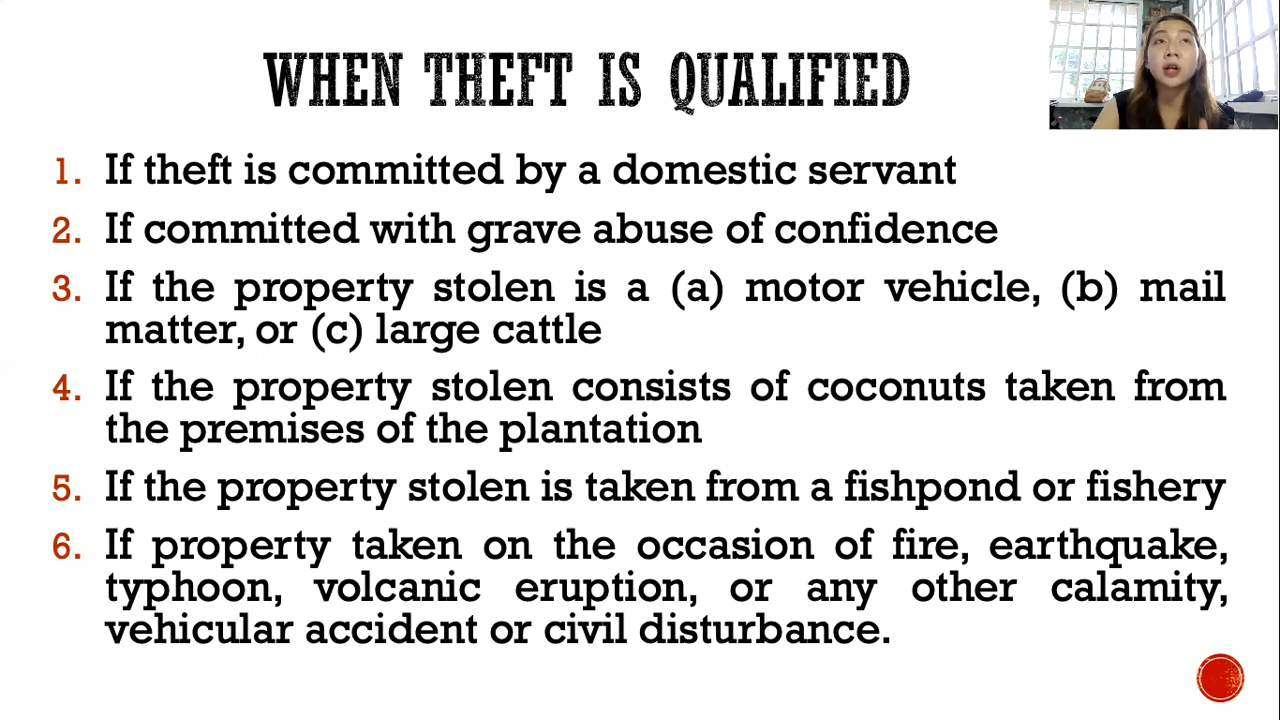 WHEN THEFT IS QUALIFIED
1. If theft is committed by a domestic servant
2. If committed with grave abuse of confidence
3. If the property stolen is a (a) motor vehicle, (b) mail
matter, or (c) large cattle
4. If the property stolen consists of coconuts taken from
the premises of the plantation
5. If the property stolen is taken from a fishpond or fishery
6. If property taken on the occasion of fire, earthquake,
typhoon, volcanic eruption, or any other calamity,
vehicular accident or civil disturbance.